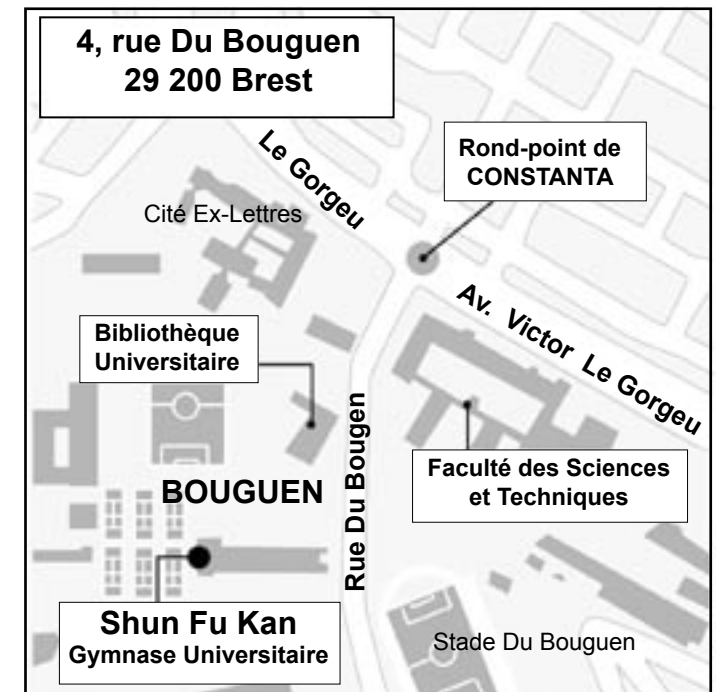 4, rue Du Bouguen
29 200 Brest
Le Gorgeu
Rond-point de
CONSTANTA
Cité Ex-Lettres
Av. Victor Le Gorgeu
Bibliothèque
Universitaire
Rue Du Bougen
Faculté des Sciences
et Techniques
BOUGUEN
Shun Fu Kan
Gymnase Universitaire
Stade Du Bouguen